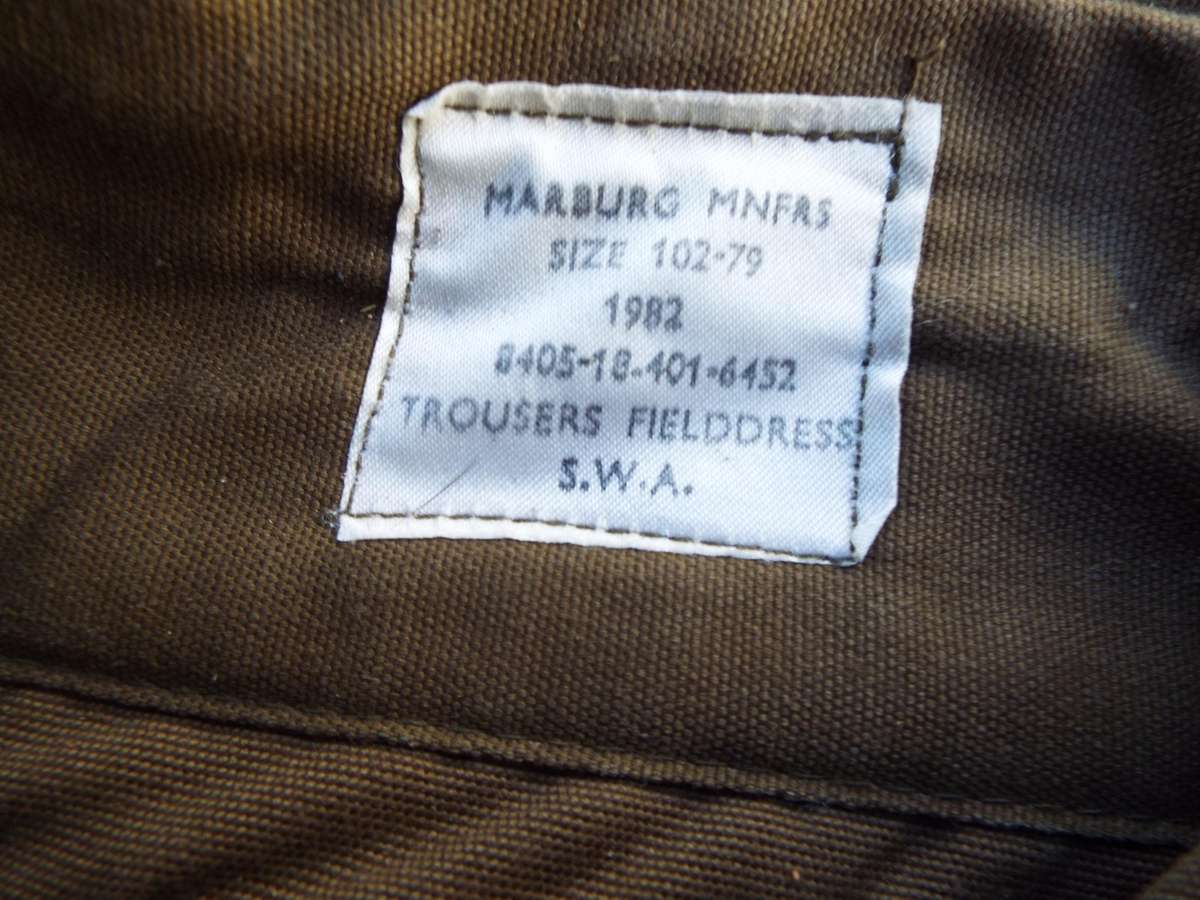 MARBURG MNFRS
SIZE 102-79
1982
8405-18-401-6452
TROUSERS FIELDDRESS
S.W.A.